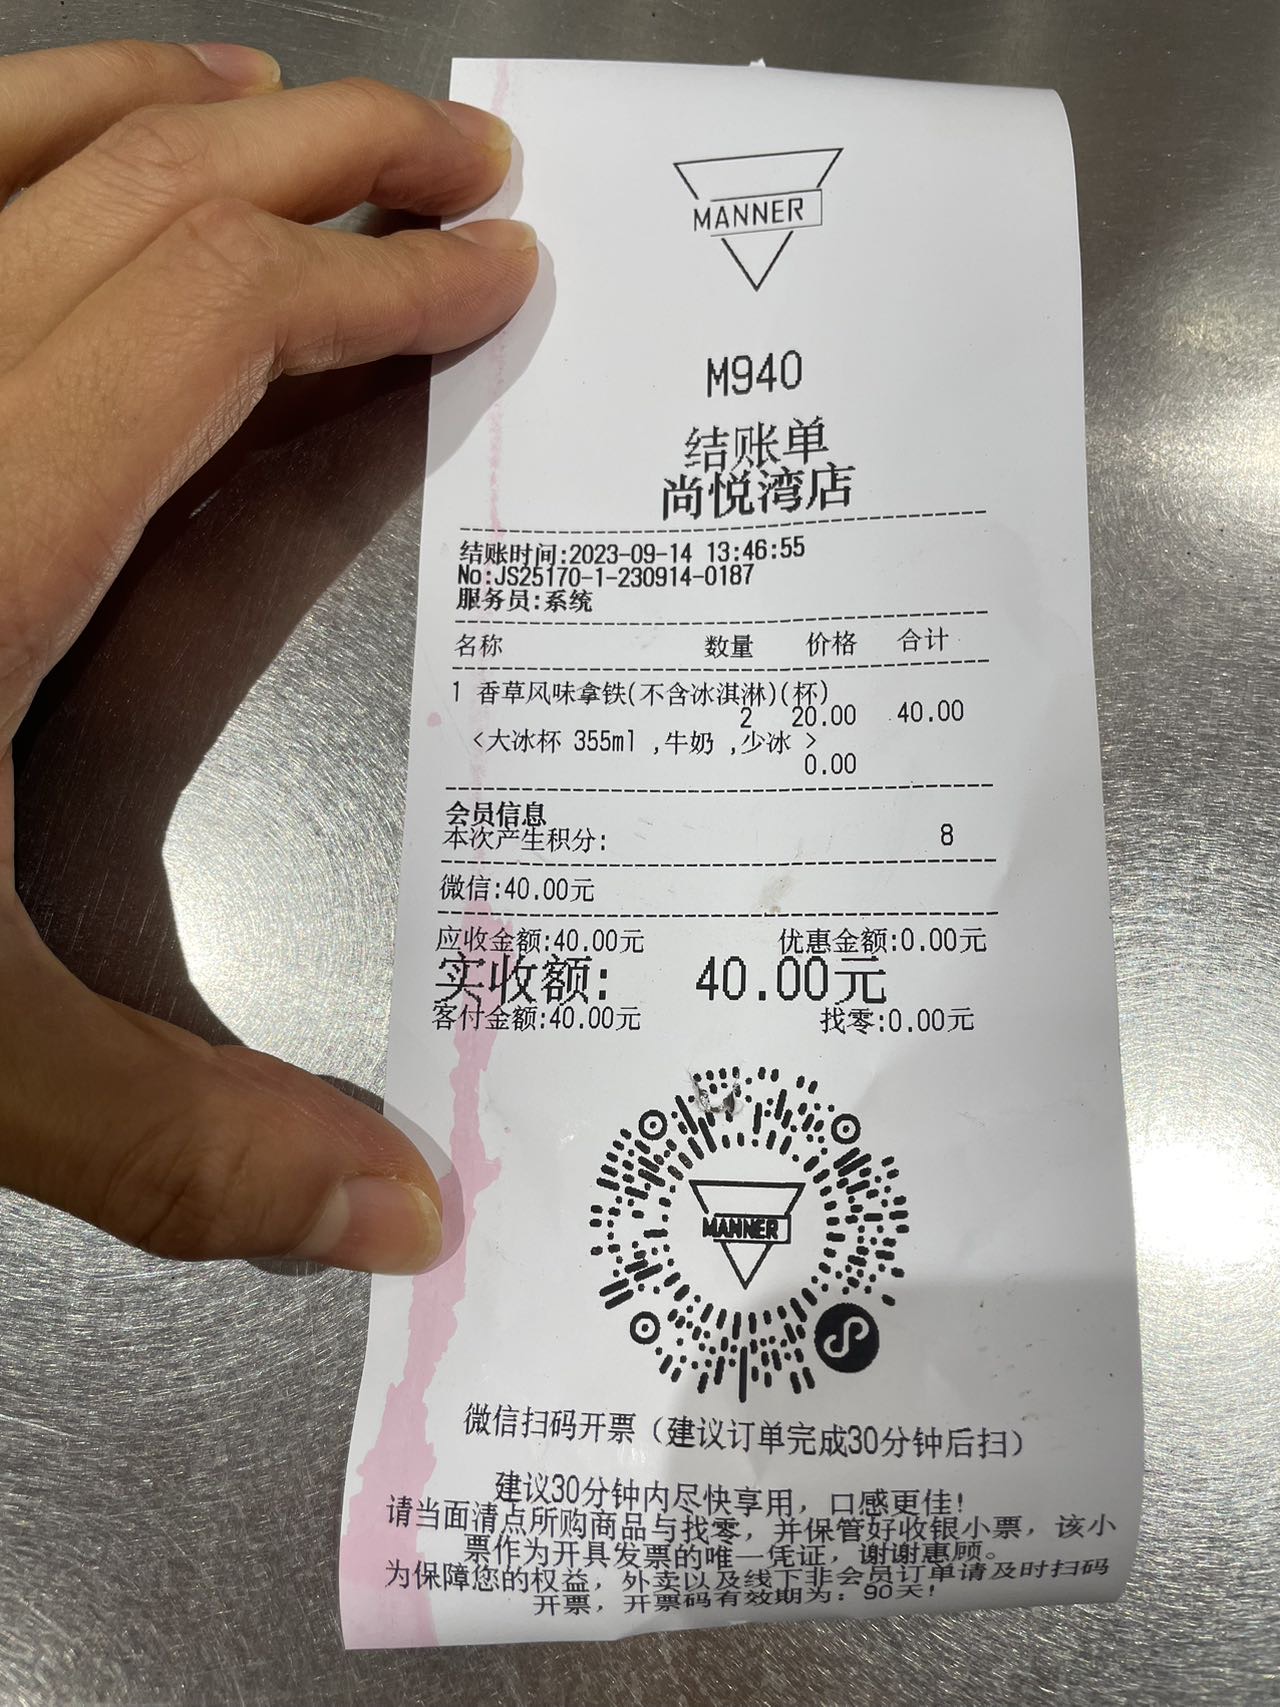 MANNER
M940
结账单
尚悦湾店
结账时间:2023-09-14 13:46:55
No:JS25170-1-230914-0187
服务员:系统
名称 数量 价格 合计
1 香草风味拿铁(不含冰淇淋)(杯)
2 20.00 40.00
<大冰杯 355ml ,牛奶 ,少冰 >
0.00
会员信息
本次产生积分: 8
微信:40.00元
应收金额:40.00元 优惠金额:0.00元
实收额: 40.00元
客付金额:40.00元 找零:0.00元
MANNER
微信扫码开票（建议订单完成30分钟后扫）
建议30分钟内尽快享用，口感更佳!
请当面清点所购商品与找零，并保管好收银小票，该小
票作为开具发票的唯一凭证，谢谢惠顾。
为保障您的权益，外卖以及线下非会员订单请及时扫码
开票，开票码有效期为：90天!